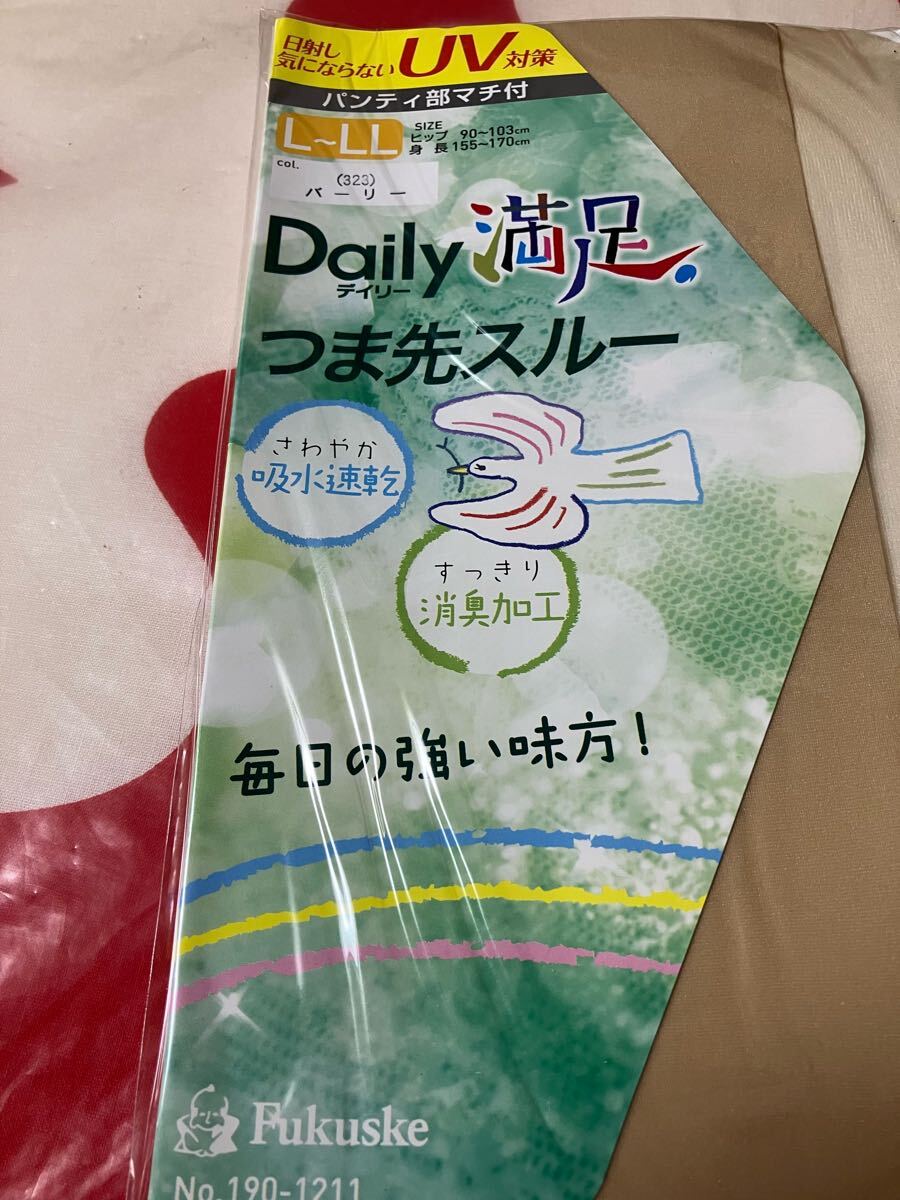 日射し
気にならない UV 対策
パンティ部マチ付
L~LL
SIZE
ヒップ 90~103cm
身長 155~170cm
col.
(323)
バーリー
Daily 満足.
デイリー
つま先スルー
さわやか
吸水速乾
すっきり
消臭加工
毎日の強い味方!
Fukuske
No.190-1211